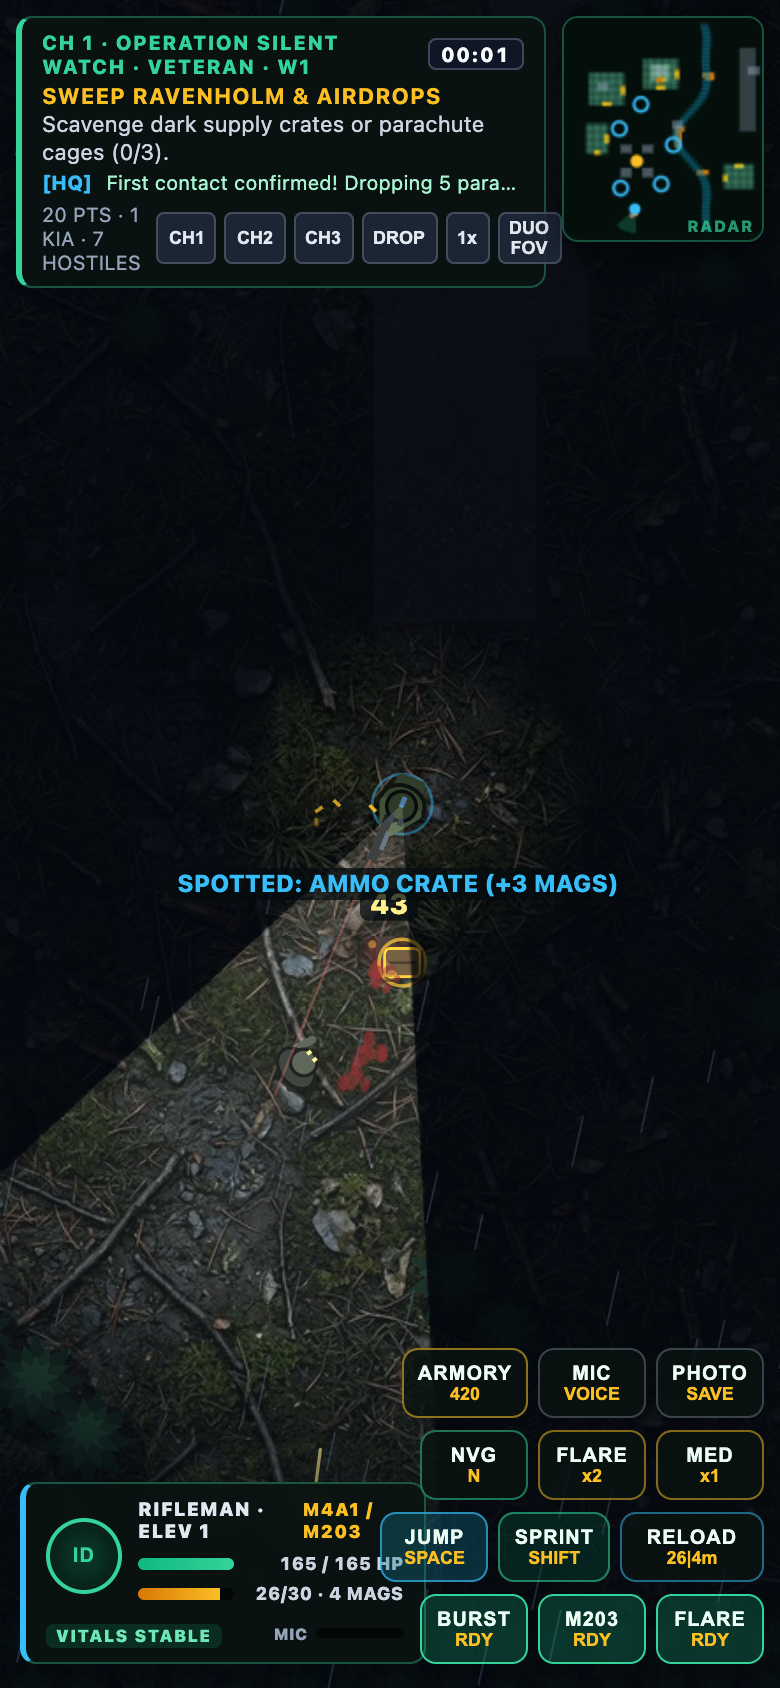 CH 1 · OPERATION SILENT
WATCH · VETERAN · W1
00:01
SWEEP RAVENHOLM & AIRDROPS
Scavenge dark supply crates or parachute
cages (0/3).
[HQ] First contact confirmed! Dropping 5 para...
20 PTS · 1
KIA · 7
HOSTILES
CH1
CH2
CH3
DROP
1x
DUO
FOV
RADAR
SPOTTED: AMMO CRATE (+3 MAGS)
43
ARMORY
420
MIC
VOICE
PHOTO
SAVE
NVG
N
FLARE
x2
MED
x1
JUMP
SPACE
SPRINT
SHIFT
RELOAD
26|4m
BURST
RDY
M203
RDY
FLARE
RDY
ID
RIFLEMAN ·
ELEV 1
M4A1 /
M203
165 / 165 HP
26/30 · 4 MAGS
VITALS STABLE
MIC